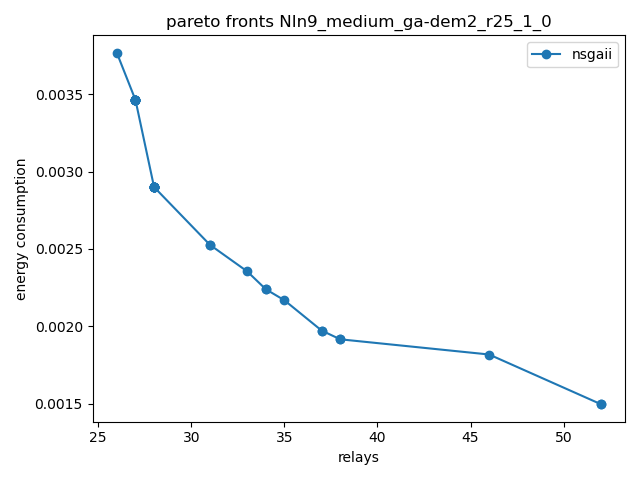 pareto fronts NIn9_medium_ga-dem2_r25_1_0
nsgaii
0.0035
0.0030
0.0025
0.0020
0.0015
energy consumption
25 30 35 40 45 50
relays